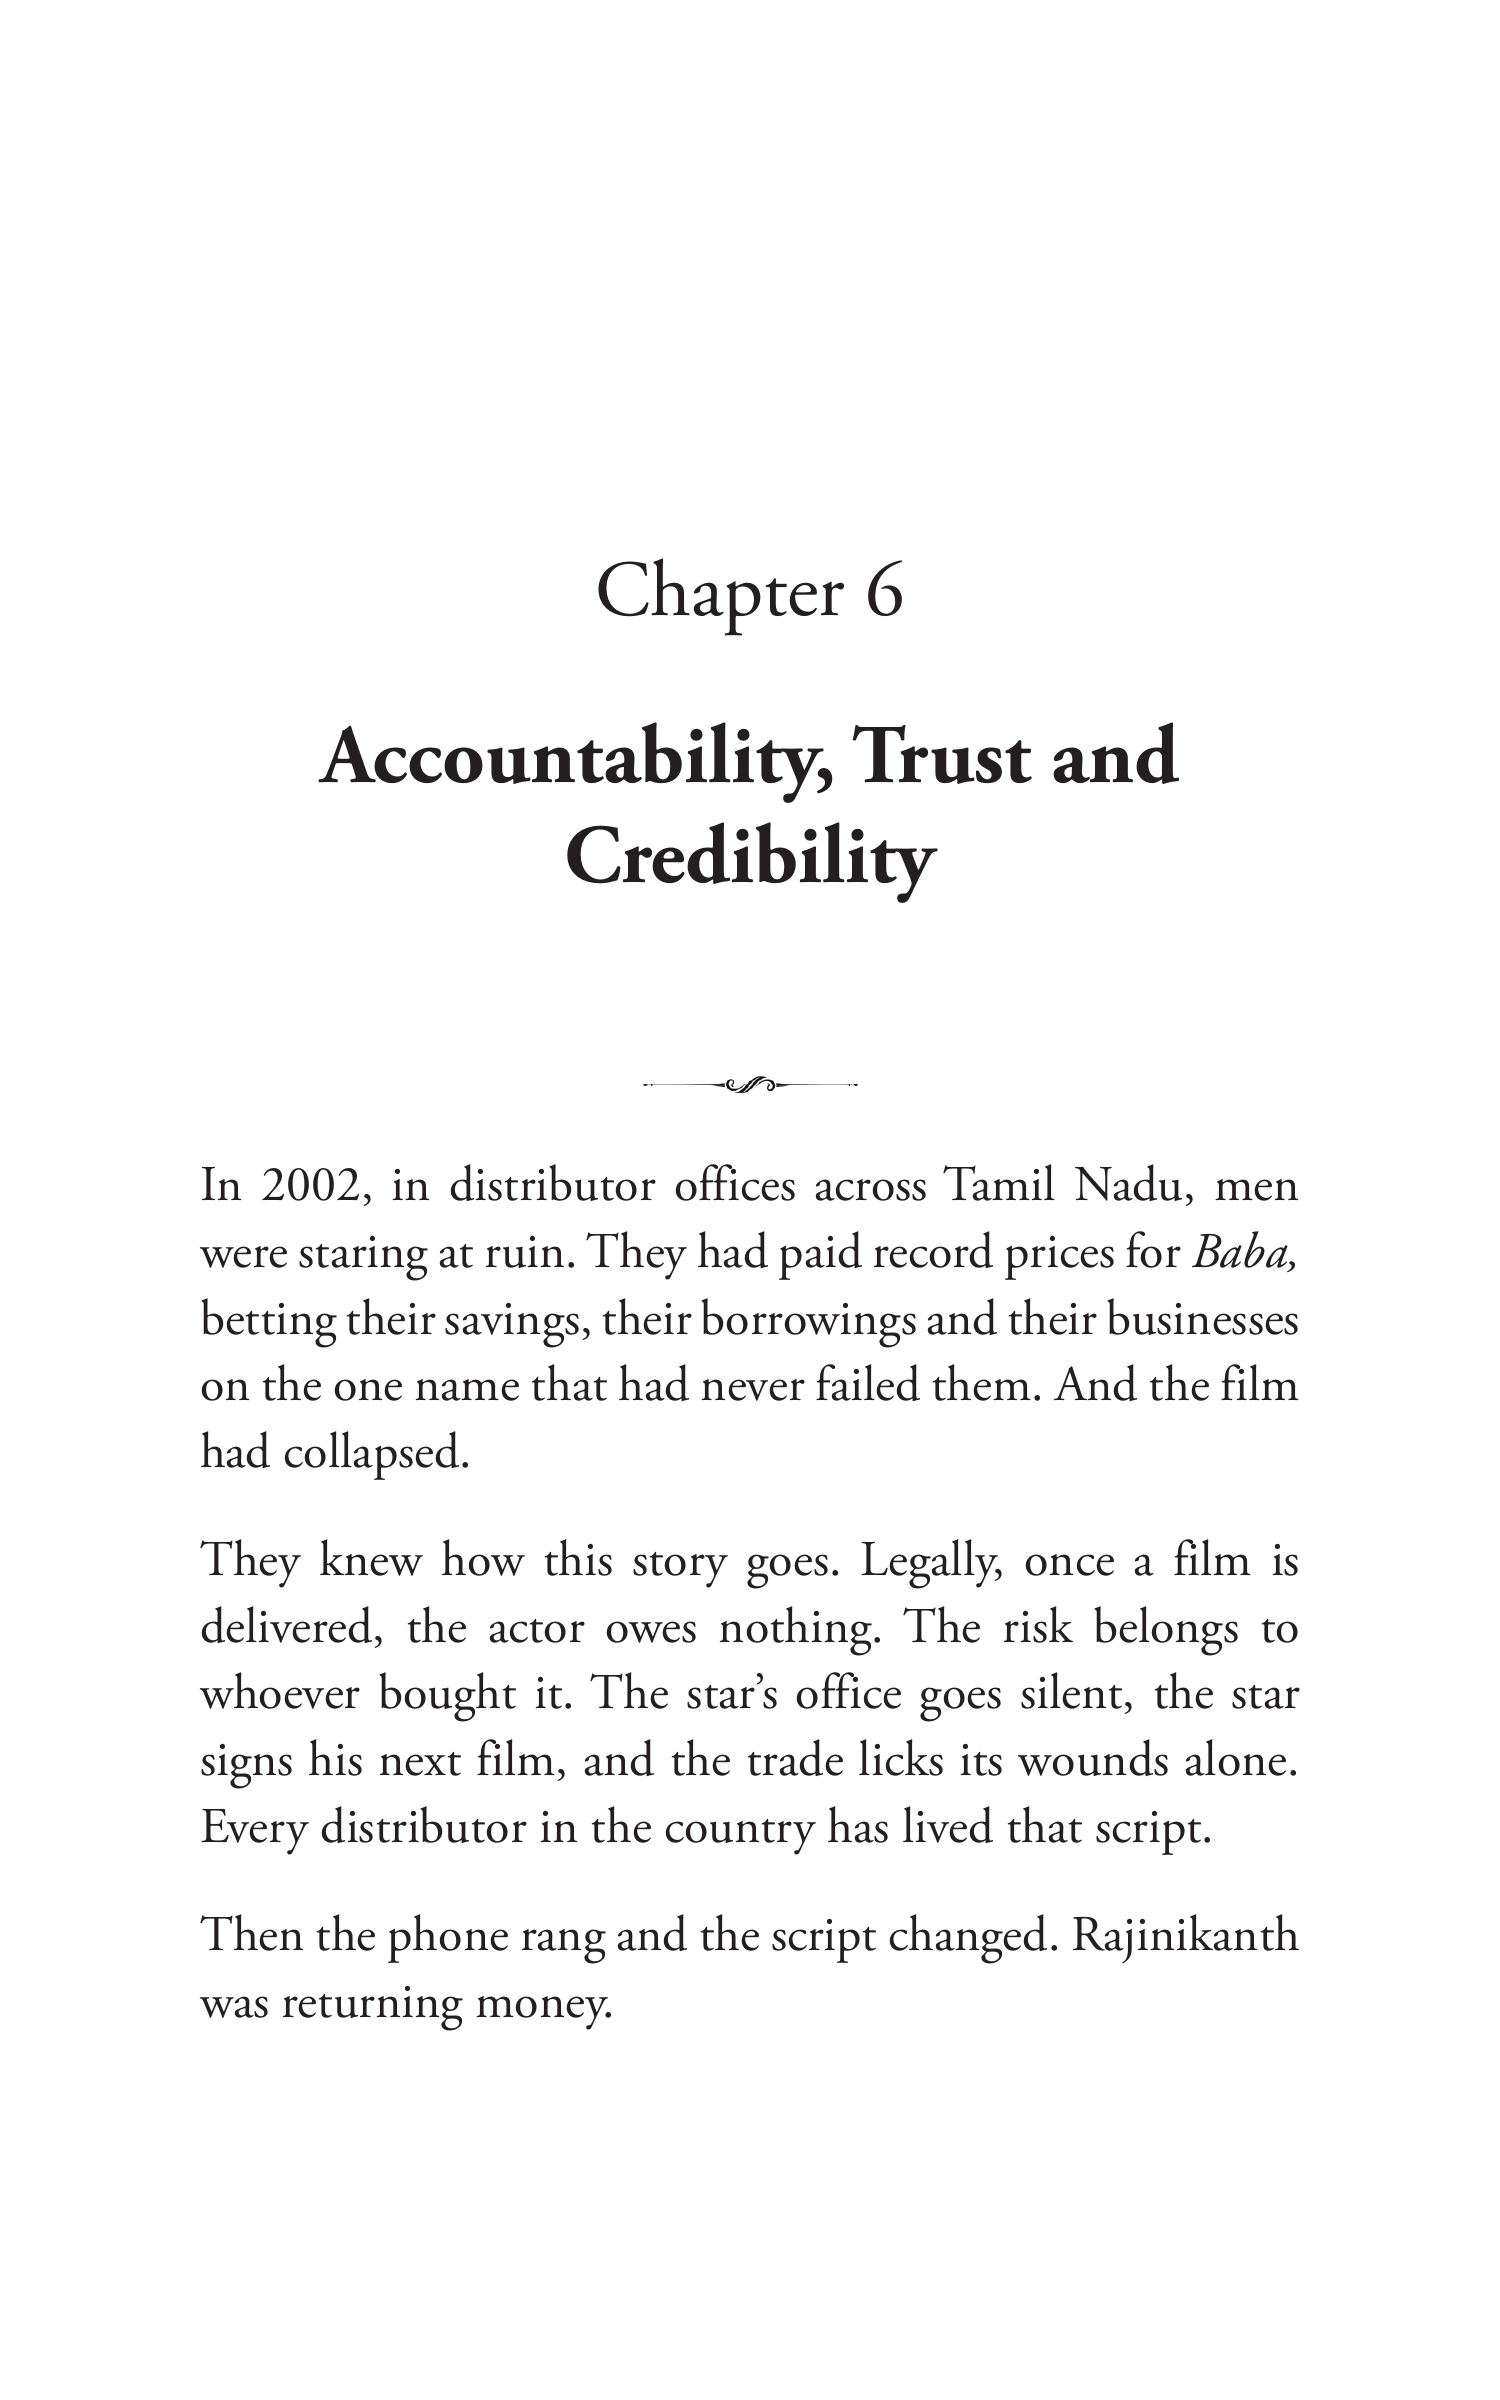 Chapter 6
Accountability, Trust and
Credibility
In 2002, in distributor offices across Tamil Nadu, men
were staring at ruin. They had paid record prices for Baba,
betting their savings, their borrowings and their businesses
on the one name that had never failed them. And the film
had collapsed.
They knew how this story goes. Legally, once a film is
delivered, the actor owes nothing. The risk belongs to
whoever bought it. The star’s office goes silent, the star
signs his next film, and the trade licks its wounds alone.
Every distributor in the country has lived that script.
Then the phone rang and the script changed. Rajinikanth
was returning money.